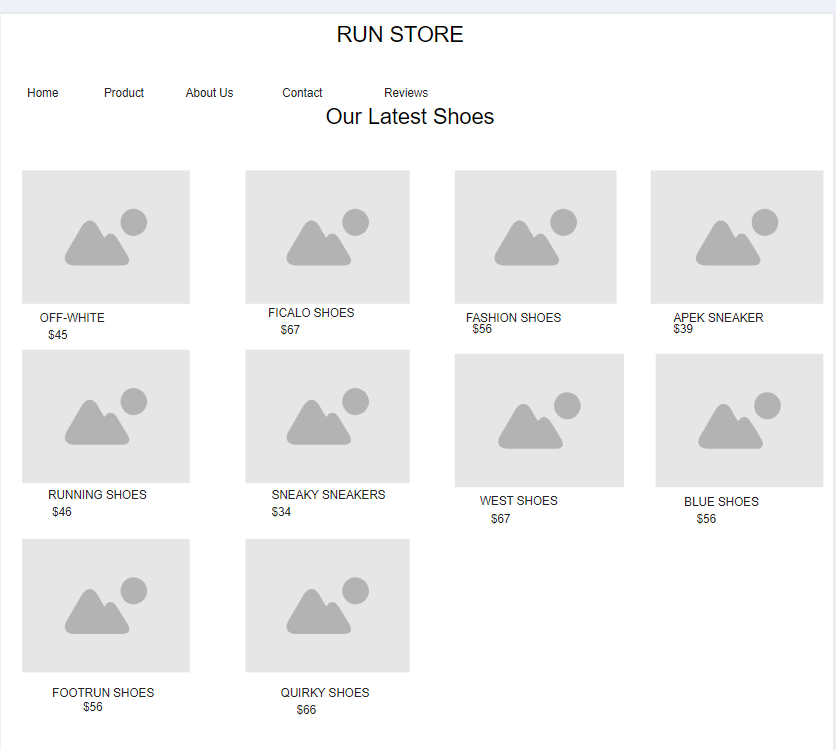 RUN STORE
Home Product About Us Contact Reviews
Our Latest Shoes
OFF-WHITE
$45
FICALO SHOES
$67
FASHION SHOES
$56
APEK SNEAKER
$39
RUNNING SHOES
$46
SNEAKY SNEAKERS
$34
WEST SHOES
$67
BLUE SHOES
$56
FOOTRUN SHOES
$56
QUIRKY SHOES
$66